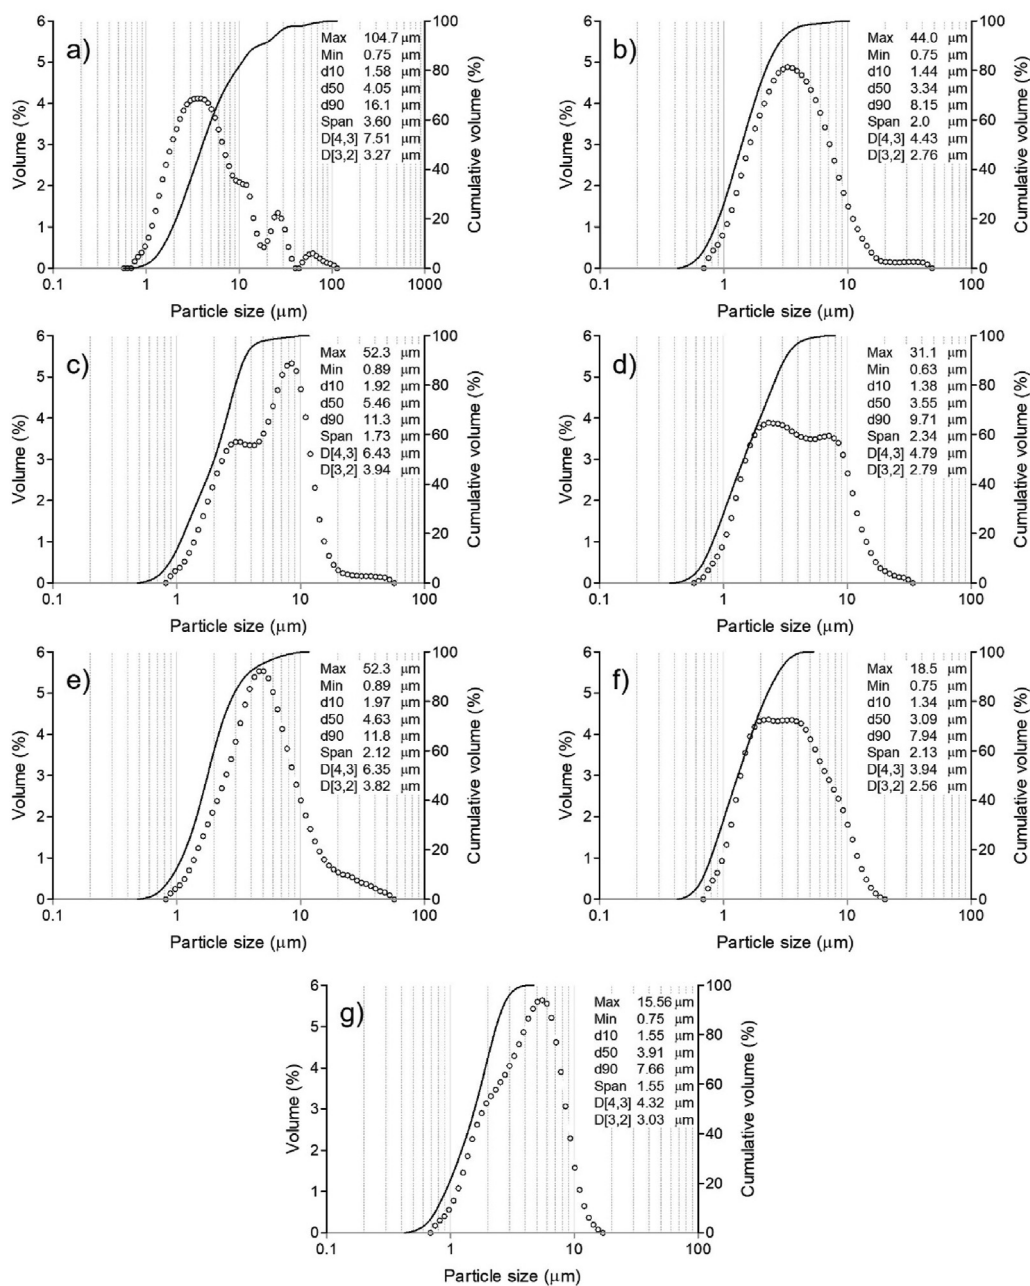 a)
Max 104.7 μm
Min 0.75 μm
d10 1.58 μm
d50 4.05 μm
d90 16.1 μm
Span 3.60 μm
D[4,3] 7.51 μm
D[3,2] 3.27 μm
Volume (%)
6
5
4
3
2
1
0
Cumulative volume (%)
100
80
60
40
20
0
0.1 1 10 100 1000
Particle size (μm)
b)
Max 44.0 μm
Min 0.75 μm
d10 1.44 μm
d50 3.34 μm
d90 8.15 μm
Span 2.0 μm
D[4,3] 4.43 μm
D[3,2] 2.76 μm
Volume (%)
6
5
4
3
2
1
0
Cumulative volume (%)
100
80
60
40
20
0
0.1 1 10 100
Particle size (μm)
c)
Max 52.3 μm
Min 0.89 μm
d10 1.92 μm
d50 5.46 μm
d90 11.3 μm
Span 1.73 μm
D[4,3] 6.43 μm
D[3,2] 3.94 μm
Volume (%)
6
5
4
3
2
1
0
Cumulative volume (%)
100
80
60
40
20
0
0.1 1 10 100
Particle size (μm)
d)
Max 31.1 μm
Min 0.63 μm
d10 1.38 μm
d50 3.55 μm
d90 9.71 μm
Span 2.34 μm
D[4,3] 4.79 μm
D[3,2] 2.79 μm
Volume (%)
6
5
4
3
2
1
0
Cumulative volume (%)
100
80
60
40
20
0
0.1 1 10 100
Particle size (μm)
e)
Max 52.3 μm
Min 0.89 μm
d10 1.97 μm
d50 4.63 μm
d90 11.8 μm
Span 2.12 μm
D[4,3] 6.35 μm
D[3,2] 3.82 μm
Volume (%)
6
5
4
3
2
1
0
Cumulative volume (%)
100
80
60
40
20
0
0.1 1 10 100
Particle size (μm)
f)
Max 18.5 μm
Min 0.75 μm
d10 1.34 μm
d50 3.09 μm
d90 7.94 μm
Span 2.13 μm
D[4,3] 3.94 μm
D[3,2] 2.56 μm
Volume (%)
6
5
4
3
2
1
0
Cumulative volume (%)
100
80
60
40
20
0
0.1 1 10 100
Particle size (μm)
g)
Max 15.56 μm
Min 0.75 μm
d10 1.55 μm
d50 3.91 μm
d90 7.66 μm
Span 1.55 μm
D[4,3] 4.32 μm
D[3,2] 3.03 μm
Volume (%)
6
5
4
3
2
1
0
Cumulative volume (%)
100
80
60
40
20
0
0.1 1 10 100
Particle size (μm)